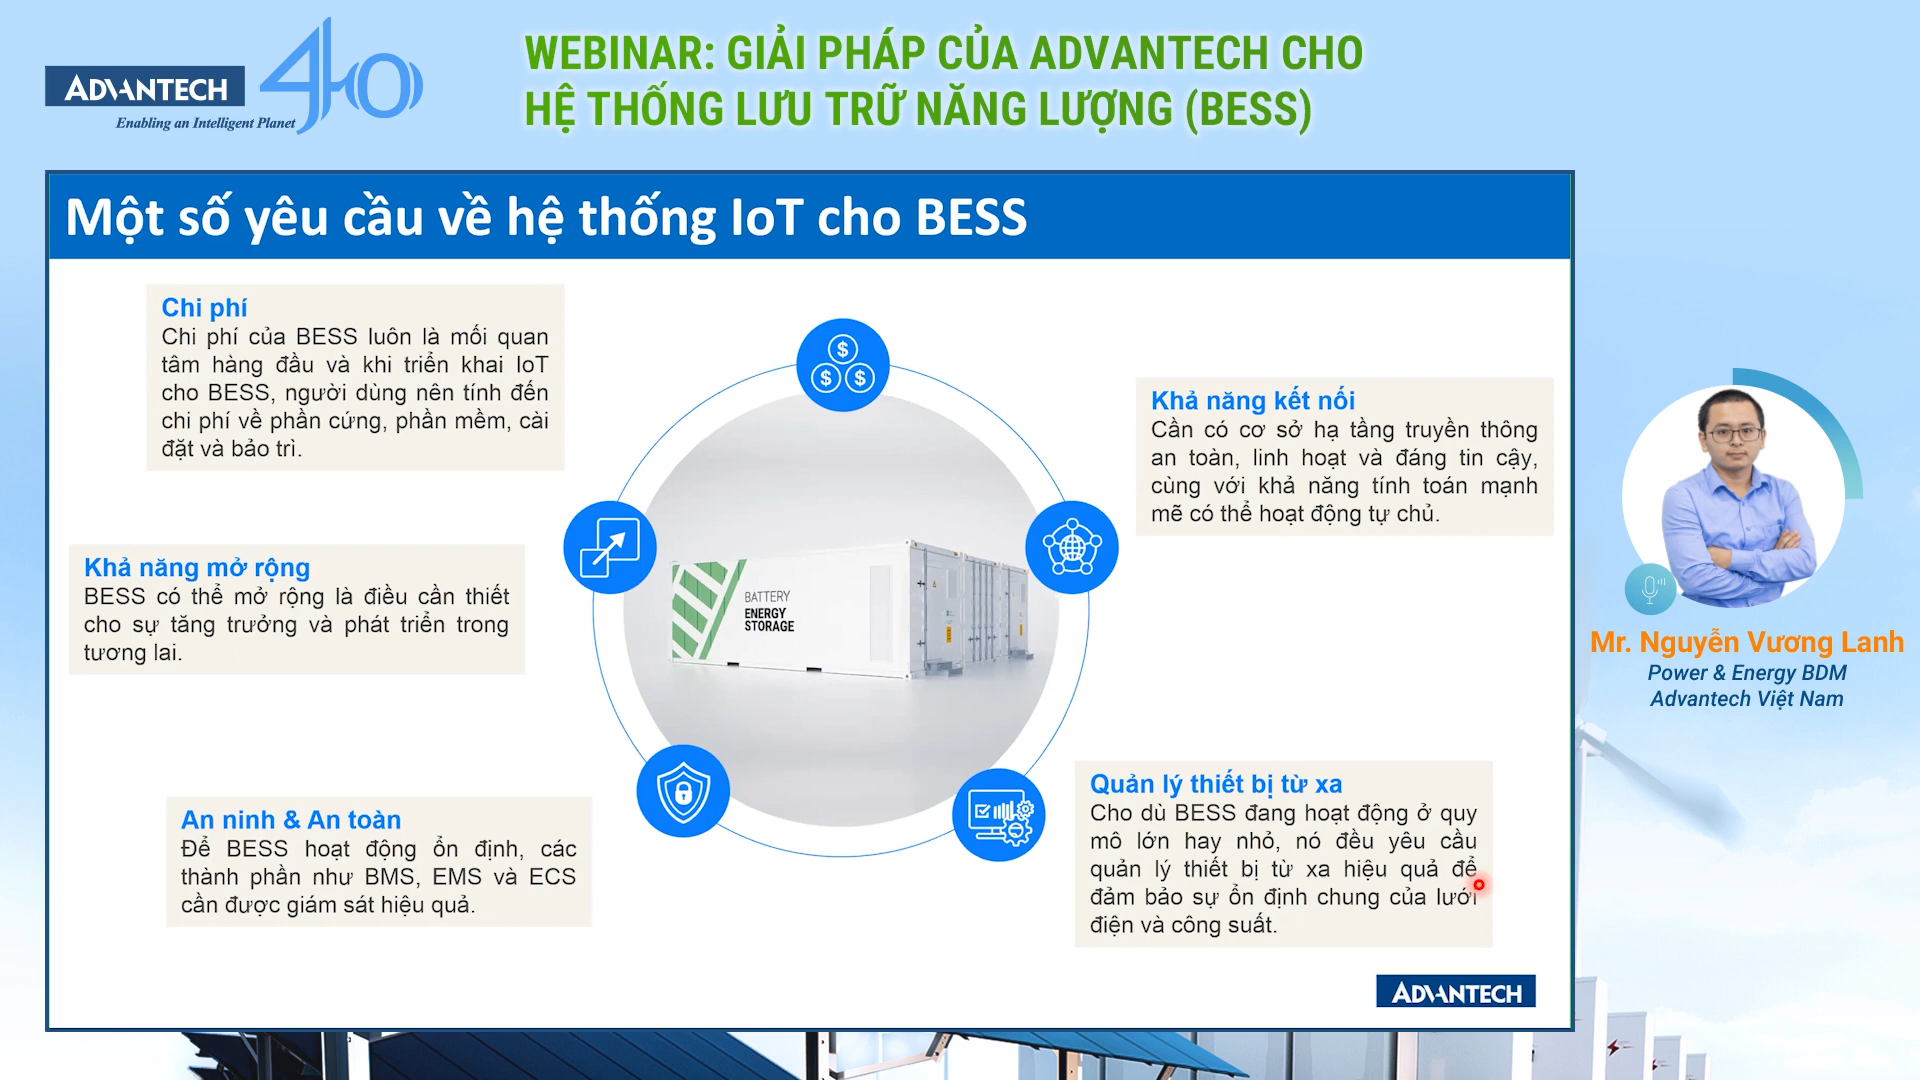 ADVANTECH
Enabling an Intelligent Planet
40
WEBINAR: GIẢI PHÁP CỦA ADVANTECH CHO
HỆ THỐNG LƯU TRỮ NĂNG LƯỢNG (BESS)
Một số yêu cầu về hệ thống IoT cho BESS
Chi phí
Chi phí của BESS luôn là mối quan
tâm hàng đầu và khi triển khai IoT
cho BESS, người dùng nên tính đến
chi phí về phần cứng, phần mềm, cài
đặt và bảo trì.
Khả năng kết nối
Cần có cơ sở hạ tầng truyền thông
an toàn, linh hoạt và đáng tin cậy,
cùng với khả năng tính toán mạnh
mẽ có thể hoạt động tự chủ.
Khả năng mở rộng
BESS có thể mở rộng là điều cần thiết
cho sự tăng trưởng và phát triển trong
tương lai.
BATTERY
ENERGY
STORAGE
An ninh & An toàn
Để BESS hoạt động ổn định, các
thành phần như BMS, EMS và ECS
cần được giám sát hiệu quả.
Quản lý thiết bị từ xa
Cho dù BESS đang hoạt động ở quy
mô lớn hay nhỏ, nó đều yêu cầu
quản lý thiết bị từ xa hiệu quả để
đảm bảo sự ổn định chung của lưới
điện và công suất.
ADVANTECH
Mr. Nguyễn Vương Lanh
Power & Energy BDM
Advantech Việt Nam